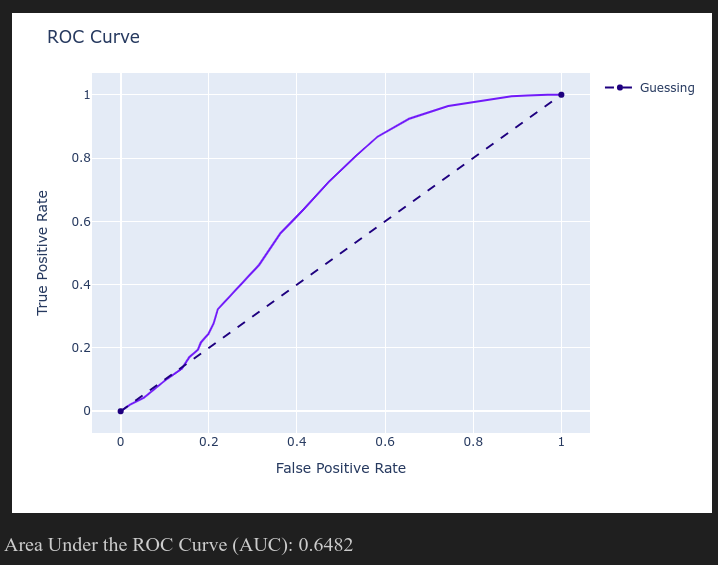 ROC Curve
Guessing
1
0.8
0.6
0.4
0.2
0
True Positive Rate
0 0.2 0.4 0.6 0.8 1
False Positive Rate
Area Under the ROC Curve (AUC): 0.6482